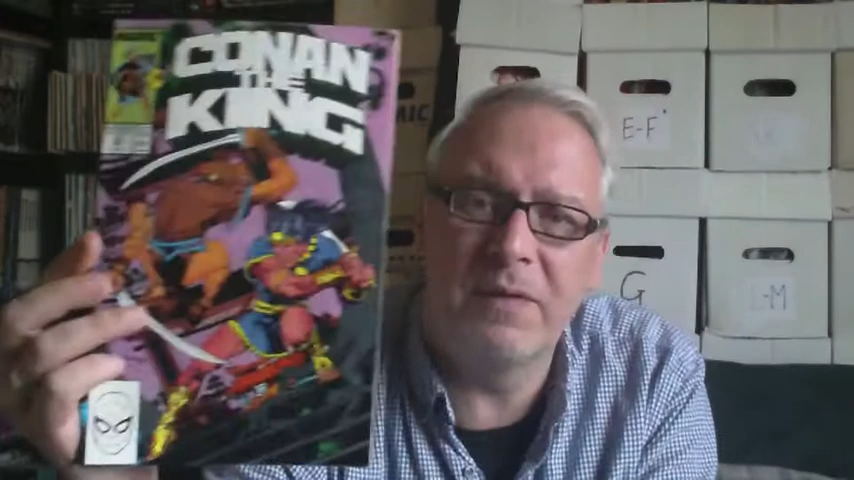 CONAN
THE
KING
E-F
G
L-M